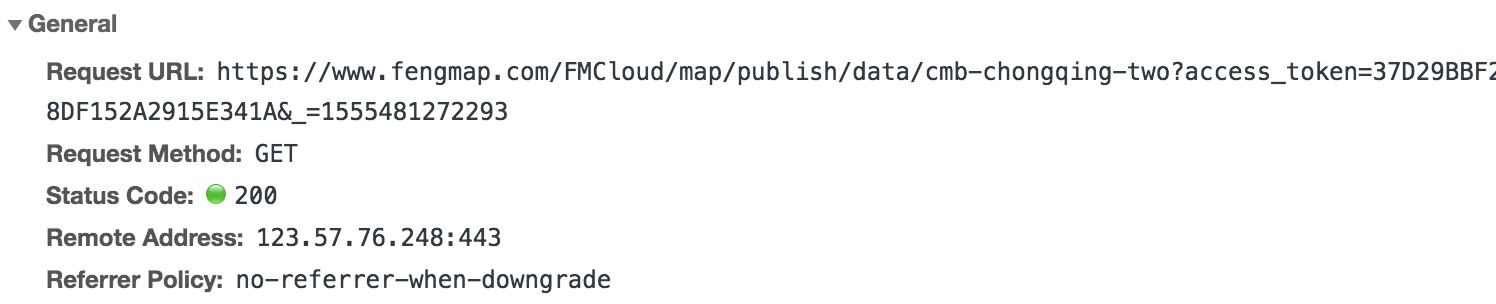 General
Request URL: https://www.fengmap.com/FMCloud/map/publish/data/cmb-chongqing-two?access_token=37D29BBF2
8DF152A2915E341A&_=1555481272293
Request Method: GET
Status Code: 200
Remote Address: 123.57.76.248:443
Referrer Policy: no-referrer-when-downgrade